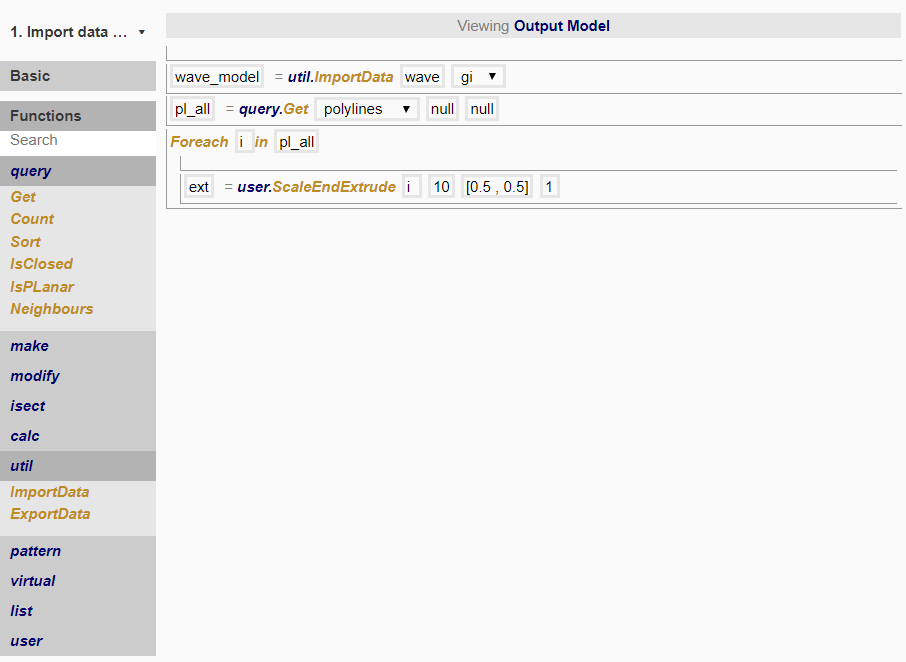 1. Import data ... ▼
Basic
Functions
Search
query
Get
Count
Sort
IsClosed
IsPLanar
Neighbours
make
modify
isect
calc
util
ImportData
ExportData
pattern
virtual
list
user
Viewing Output Model
wave_model = util.ImportData wave gi ▼
pl_all = query.Get polylines ▼ null null
Foreach i in pl_all
ext = user.ScaleEndExtrude i 10 [0.5 , 0.5] 1